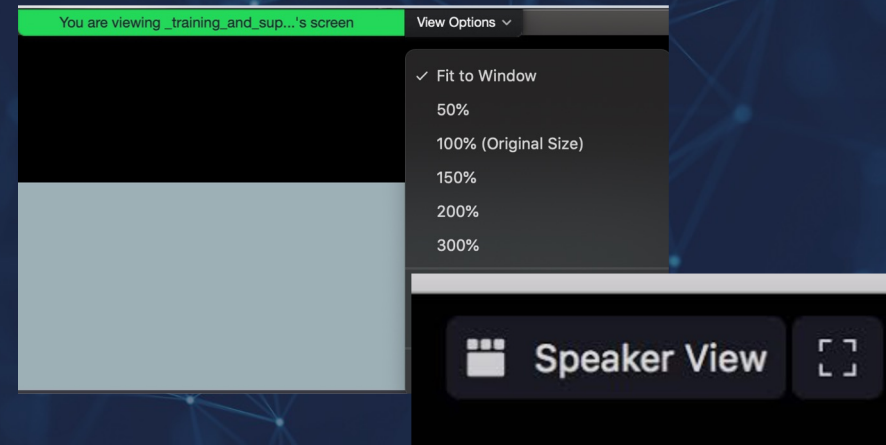 You are viewing _training_and_sup...'s screen
View Options
Fit to Window
50%
100% (Original Size)
150%
200%
300%
Speaker View